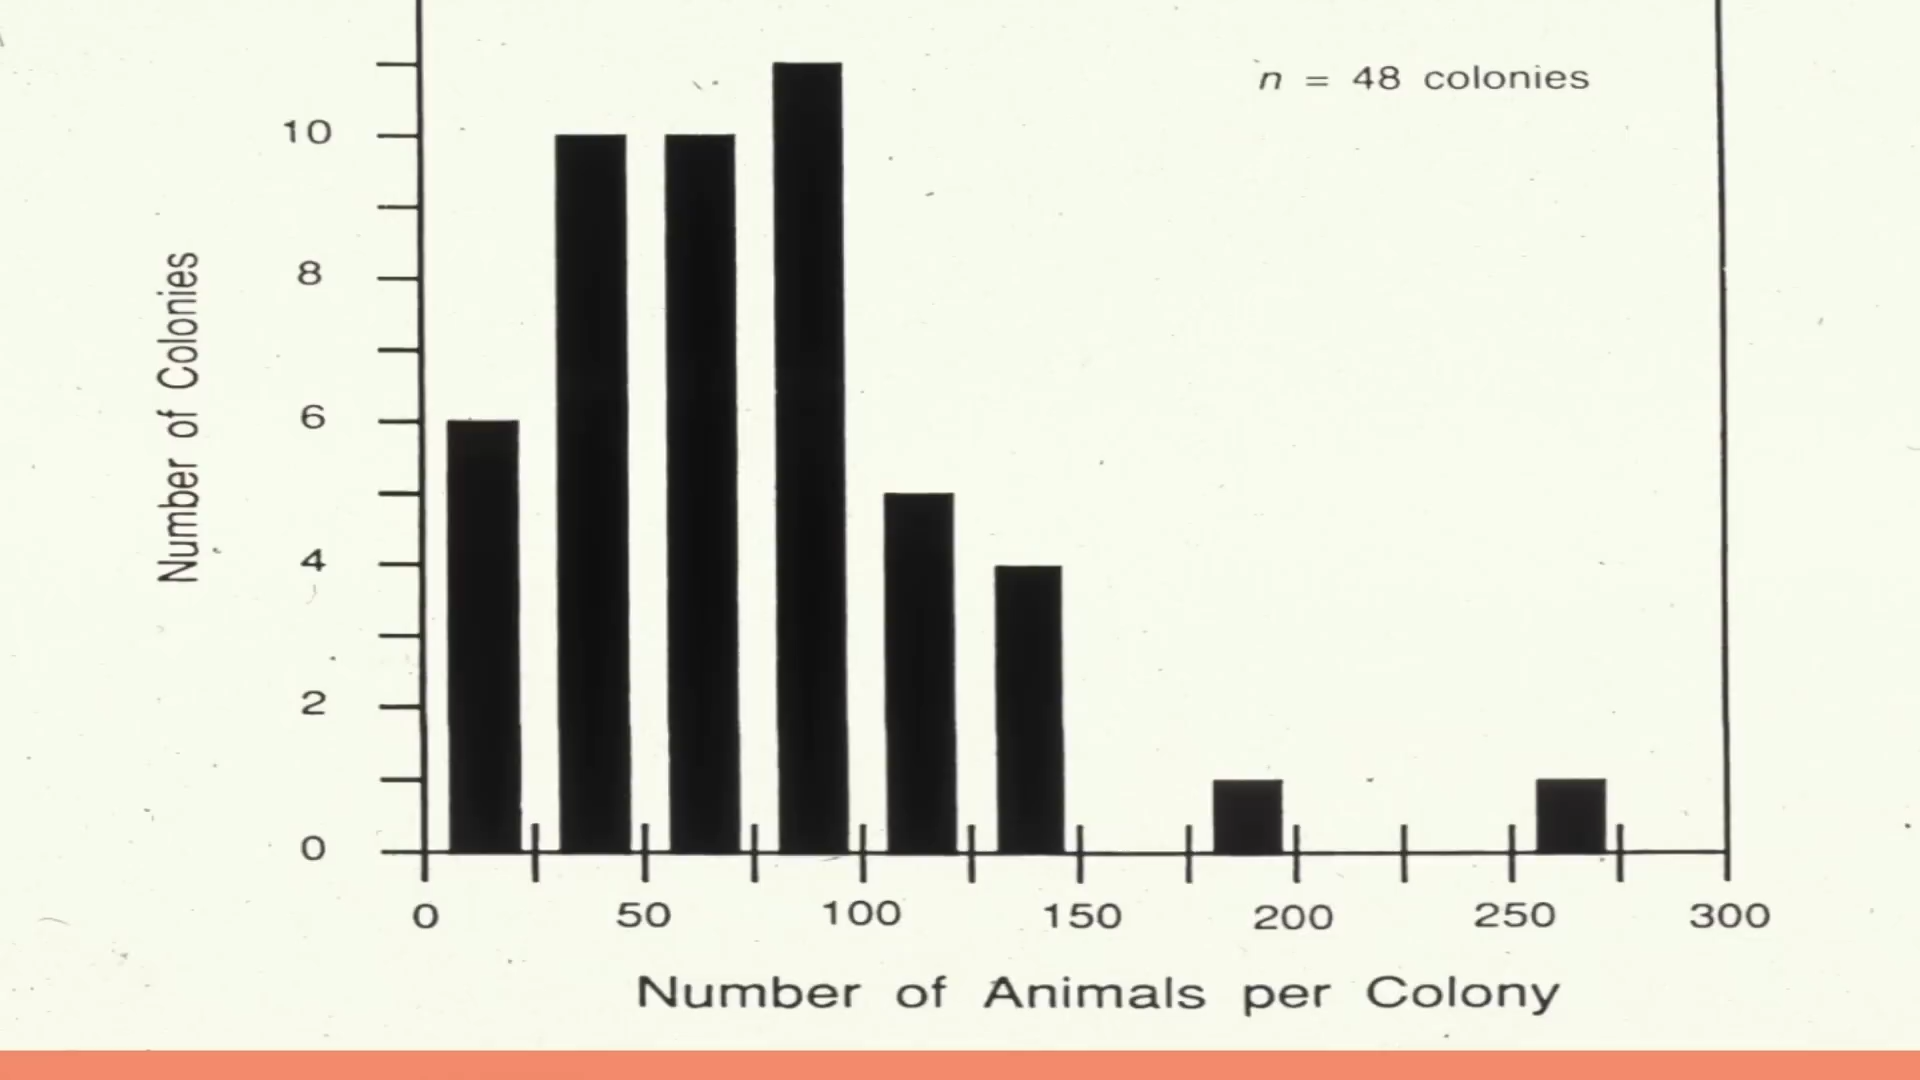 n = 48 colonies
10
8
6
4
2
0
Number of Colonies
0 50 100 150 200 250 300
Number of Animals per Colony